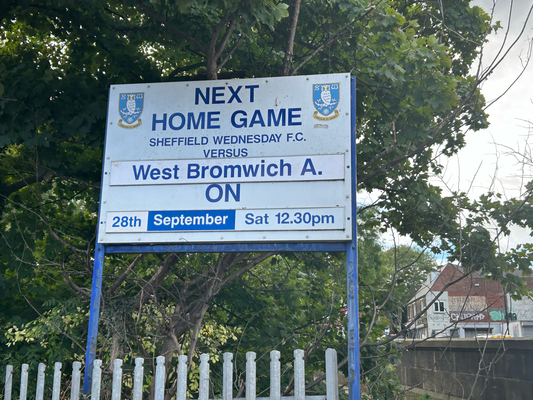 NEXT
HOME GAME
SHEFFIELD WEDNESDAY F.C.
VERSUS
West Bromwich A.
ON
28th September Sat 12.30pm